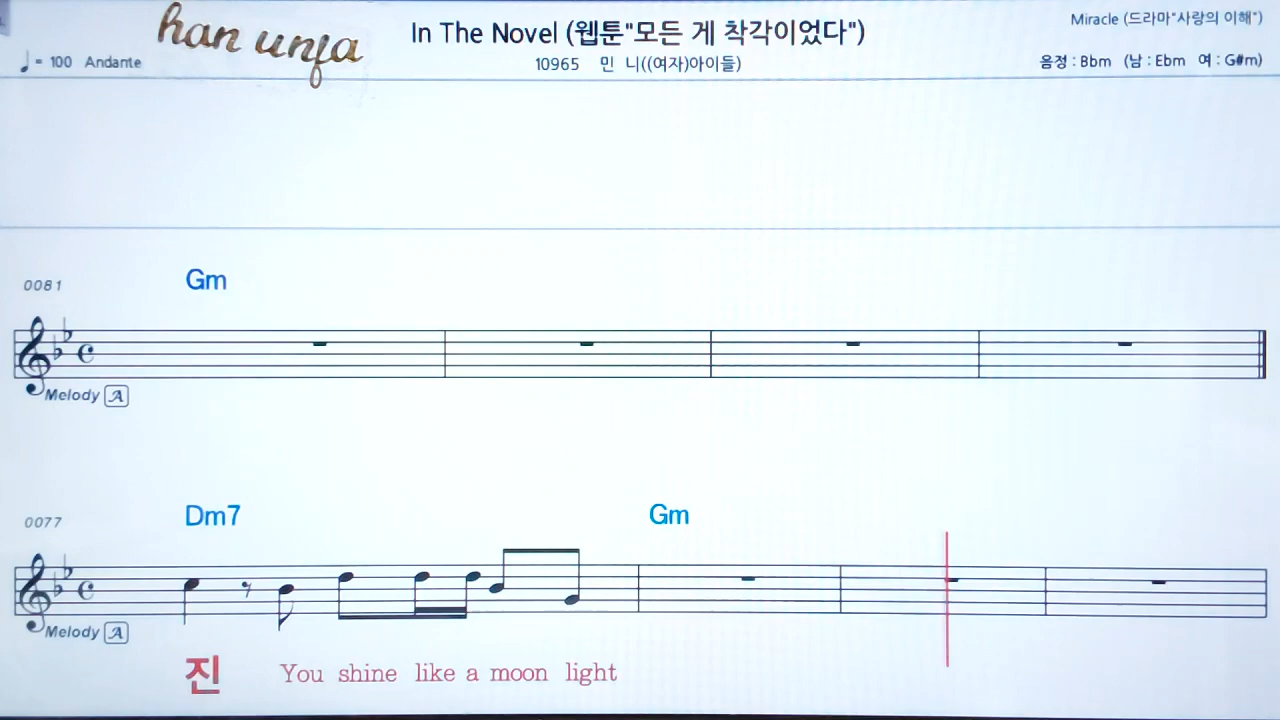 han unfa
In The Novel (웹툰"모든 게 착각이었다")
Miracle (드라마"사랑의 이해")
♩= 100 Andante
10965 민 니((여자)아이들)
음정 : Bbm (남 : Ebm 여 : G#m)
0081
Gm
Melody A
0077
Dm7 Gm
Melody A
진 You shine like a moon light